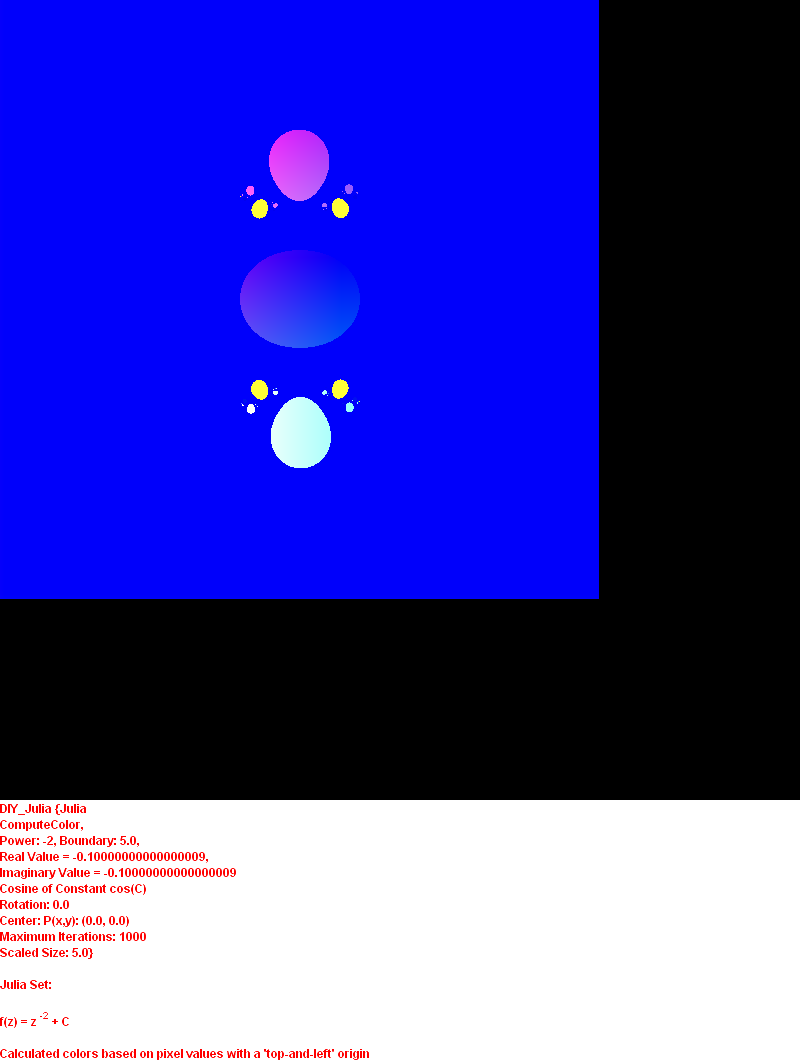 DIY_Julia {Julia
ComputeColor,
Power: -2, Boundary: 5.0,
Real Value = -0.10000000000000009,
Imaginary Value = -0.10000000000000009
Cosine of Constant cos(C)
Rotation: 0.0
Center: P(x,y): (0.0, 0.0)
Maximum Iterations: 1000
Scaled Size: 5.0}
Julia Set:
f(z) = z -2 + C
Calculated colors based on pixel values with a 'top-and-left' origin